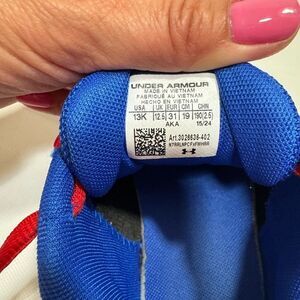 UNDER ARMOUR
MADE IN VIETNAM
FABRIQUÉ AU VIETNAM
HECHO EN VIETNAM
USA UK EUR CM CHN
13K 12.5 31 19 190(2.5)
AKA 15/24
Art.3026638-402